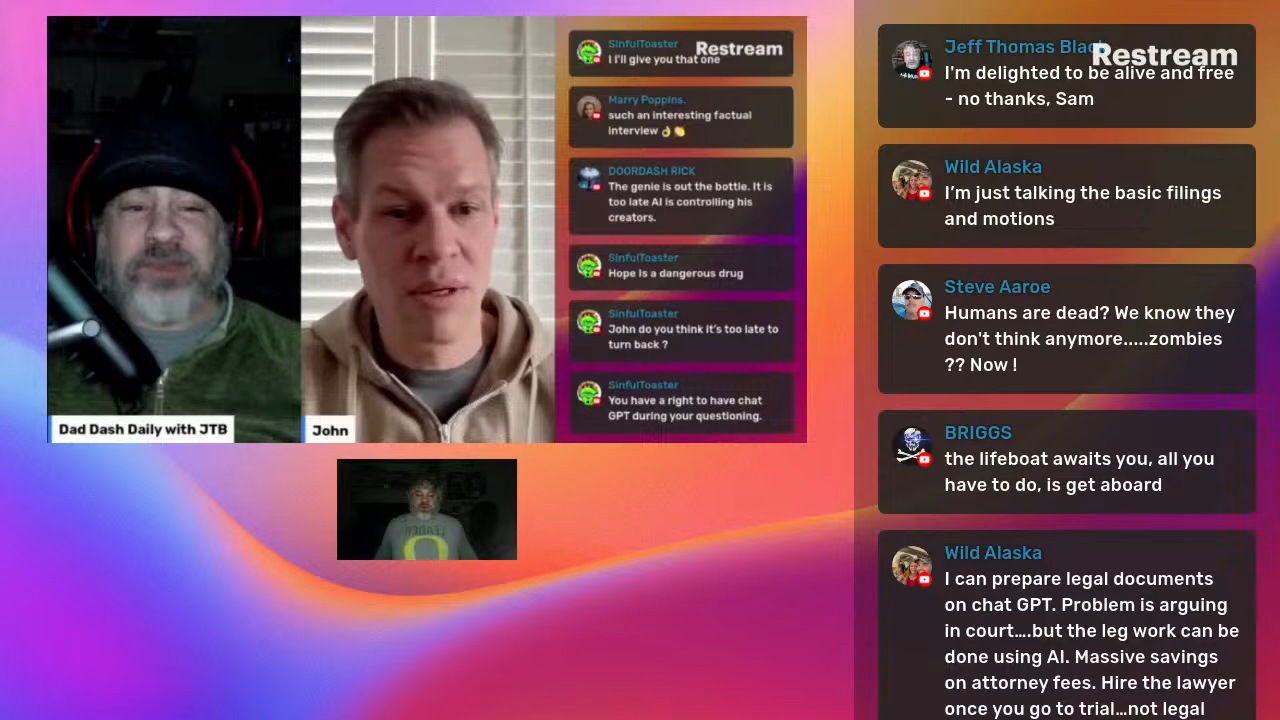 SinfulToaster
I I'll give you that one
Restream
Marry Poppins.
such an interesting factual
interview 👌👏
DOORDASH RICK
The genie is out the bottle. It is
too late AI is controlling his
creators.
SinfulToaster
Hope Is a dangerous drug
SinfulToaster
John do you think it's too late to
turn back ?
SinfulToaster
You have a right to have chat
GPT during your questioning.
Dad Dash Daily with JTB
John
LEADER
O
Jeff Thomas Black
Restream
I'm delighted to be alive and free
- no thanks, Sam
Wild Alaska
I’m just talking the basic filings
and motions
Steve Aaroe
Humans are dead? We know they
don't think anymore.....zombies
?? Now !
BRIGGS
the lifeboat awaits you, all you
have to do, is get aboard
Wild Alaska
I can prepare legal documents
on chat GPT. Problem is arguing
in court….but the leg work can be
done using AI. Massive savings
on attorney fees. Hire the lawyer
once you go to trial…not legal